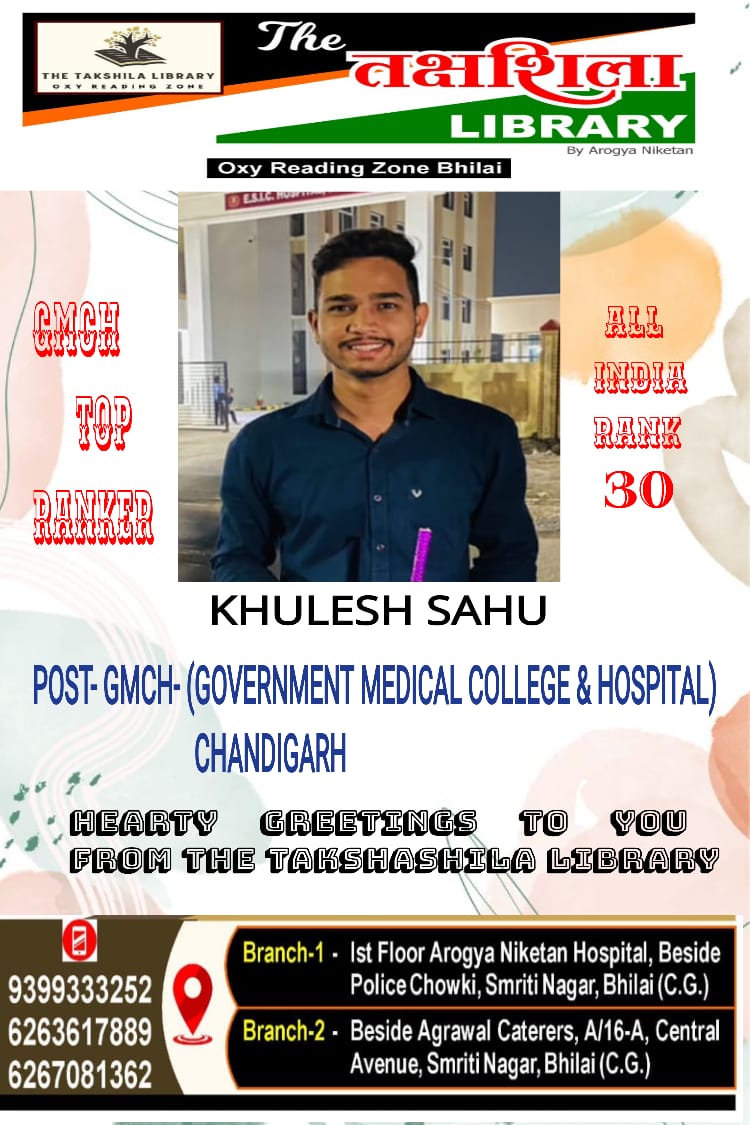 THE TAKSHILA LIBRARY
OXY READING ZONE
The
तक्षशिला
LIBRARY
By Arogya Niketan
Oxy Reading Zone Bhilai
E.S.I.C. HOSPITAL
GMCH
TOP
RANKER
ALL
INDIA
RANK
30
KHULESH SAHU
POST- GMCH- (GOVERNMENT MEDICAL COLLEGE & HOSPITAL)
CHANDIGARH
HEARTY GREETINGS TO YOU
FROM THE TAKSHASHILA LIBRARY
9399333252
6263617889
6267081362
Branch-1 - Ist Floor Arogya Niketan Hospital, Beside
Police Chowki, Smriti Nagar, Bhilai (C.G.)
Branch-2 - Beside Agrawal Caterers, A/16-A, Central
Avenue, Smriti Nagar, Bhilai (C.G.)